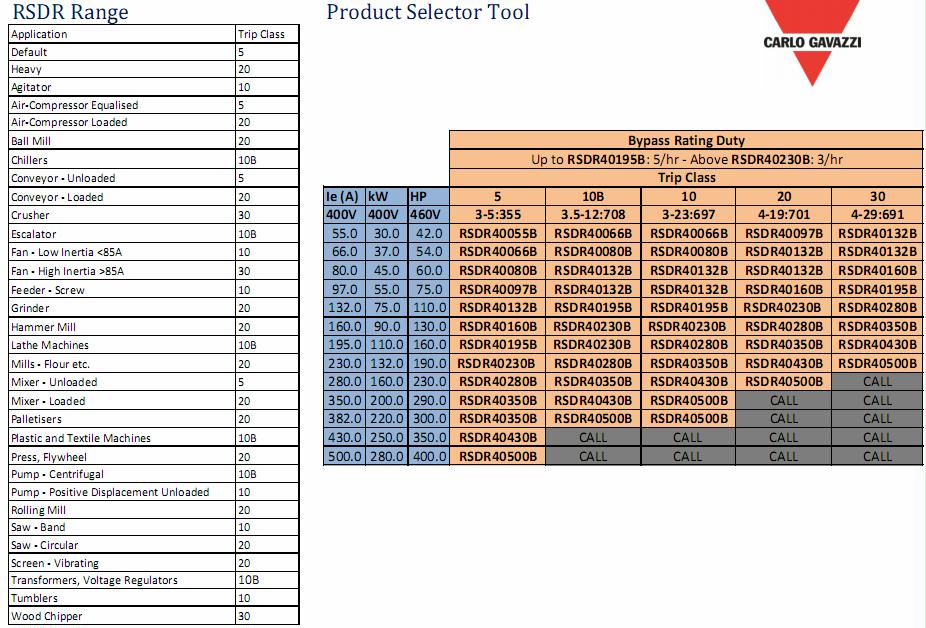 RSDR Range
Product Selector Tool
CARLO GAVAZZI
Application Trip Class
Default 5
Heavy 20
Agitator 10
Air-Compressor Equalised 5
Air-Compressor Loaded 20
Ball Mill 20
Chillers 10B
Conveyor - Unloaded 5
Conveyor - Loaded 20
Crusher 30
Escalator 10B
Fan - Low Inertia <85A 10
Fan - High Inertia >85A 30
Feeder - Screw 10
Grinder 20
Hammer Mill 20
Lathe Machines 10B
Mills - Flour etc. 20
Mixer - Unloaded 5
Mixer - Loaded 20
Palletisers 20
Plastic and Textile Machines 10B
Press, Flywheel 20
Pump - Centrifugal 10B
Pump - Positive Displacement Unloaded 10
Rolling Mill 20
Saw - Band 10
Saw - Circular 20
Screen - Vibrating 20
Transformers, Voltage Regulators 10B
Tumblers 10
Wood Chipper 30
Bypass Rating Duty
Up to RSDR40195B: 5/hr - Above RSDR40230B: 3/hr
Trip Class
Ie (A) kW HP 5 10B 10 20 30
400V 400V 460V 3-5:355 3.5-12:708 3-23:697 4-19:701 4-29:691
55.0 30.0 42.0 RSDR40055B RSDR40066B RSDR40066B RSDR40097B RSDR40132B
66.0 37.0 54.0 RSDR40066B RSDR40080B RSDR40080B RSDR40132B RSDR40132B
80.0 45.0 60.0 RSDR40080B RSDR40132B RSDR40132B RSDR40132B RSDR40160B
97.0 55.0 75.0 RSDR40097B RSDR40132B RSDR40132B RSDR40160B RSDR40195B
132.0 75.0 110.0 RSDR40132B RSDR40195B RSDR40195B RSDR40230B RSDR40280B
160.0 90.0 130.0 RSDR40160B RSDR40230B RSDR40230B RSDR40280B RSDR40350B
195.0 110.0 160.0 RSDR40195B RSDR40230B RSDR40280B RSDR40350B RSDR40430B
230.0 132.0 190.0 RSDR40230B RSDR40280B RSDR40350B RSDR40430B RSDR40500B
280.0 160.0 230.0 RSDR40280B RSDR40350B RSDR40430B RSDR40500B CALL
350.0 200.0 290.0 RSDR40350B RSDR40430B RSDR40500B CALL CALL
382.0 220.0 300.0 RSDR40350B RSDR40500B RSDR40500B CALL CALL
430.0 250.0 350.0 RSDR40430B CALL CALL CALL CALL
500.0 280.0 400.0 RSDR40500B CALL CALL CALL CALL